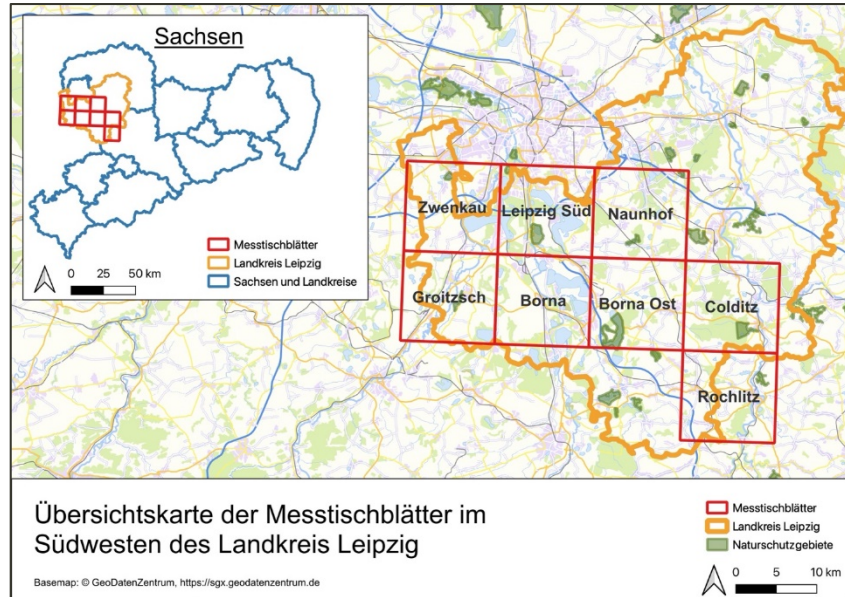 Sachsen
Messtischblätter
Landkreis Leipzig
Sachsen und Landkreise
0 25 50 km
Zwenkau
Leipzig Süd
Naunhof
Groitzsch
Borna
Borna Ost
Colditz
Rochlitz
Übersichtskarte der Messtischblätter im
Südwesten des Landkreis Leipzig
Basemap: © GeoDatenZentrum, https://sgx.geodatenzentrum.de
Messtischblätter
Landkreis Leipzig
Naturschutzgebiete
0 5 10 km